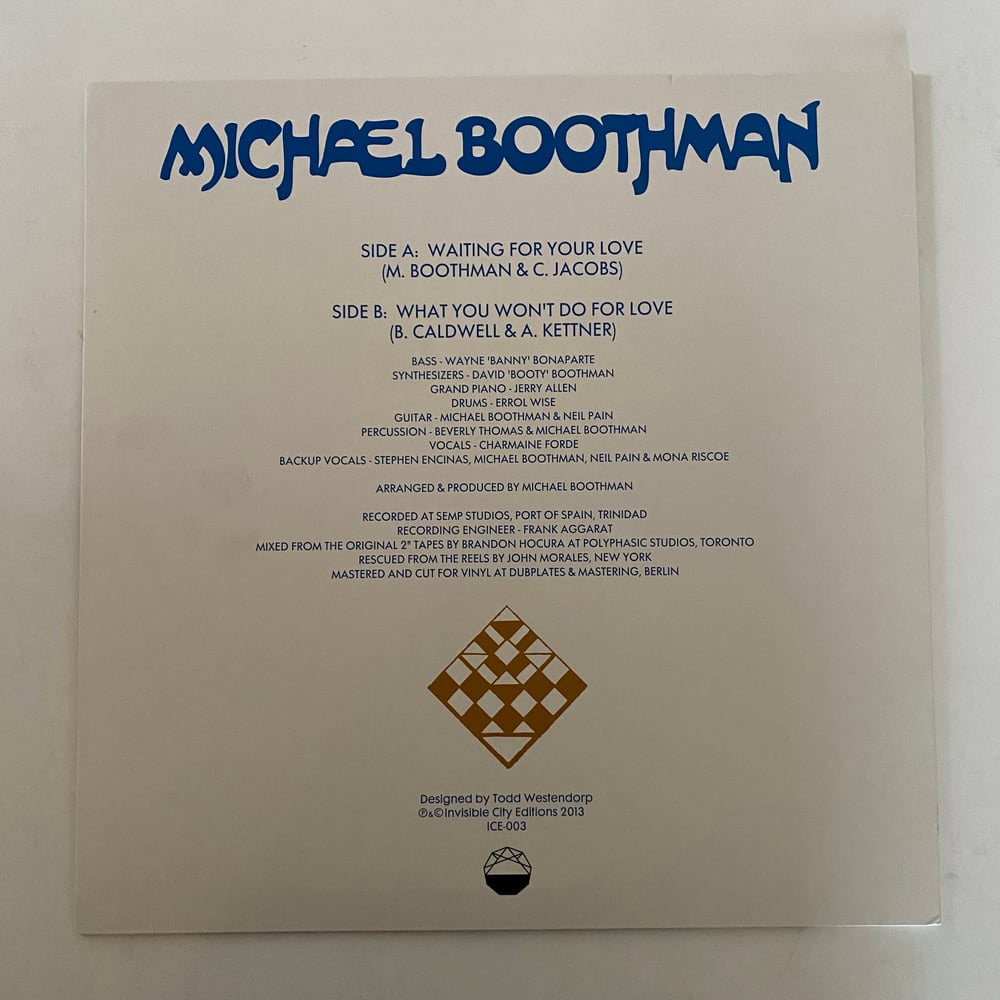 MICHAEL BOOTHMAN
SIDE A: WAITING FOR YOUR LOVE
(M. BOOTHMAN & C. JACOBS)
SIDE B: WHAT YOU WON'T DO FOR LOVE
(B. CALDWELL & A. KETTNER)
BASS - WAYNE 'BANNY' BONAPARTE
SYNTHESIZERS - DAVID 'BOOTY' BOOTHMAN
GRAND PIANO - JERRY ALLEN
DRUMS - ERROL WISE
GUITAR - MICHAEL BOOTHMAN & NEIL PAIN
PERCUSSION - BEVERLY THOMAS & MICHAEL BOOTHMAN
VOCALS - CHARMAINE FORDE
BACKUP VOCALS - STEPHEN ENCINAS, MICHAEL BOOTHMAN, NEIL PAIN & MONA RISCOE
ARRANGED & PRODUCED BY MICHAEL BOOTHMAN
RECORDED AT SEMP STUDIOS, PORT OF SPAIN, TRINIDAD
RECORDING ENGINEER - FRANK AGGARAT
MIXED FROM THE ORIGINAL 2" TAPES BY BRANDON HOCURA AT POLYPHASIC STUDIOS, TORONTO
RESCUED FROM THE REELS BY JOHN MORALES, NEW YORK
MASTERED AND CUT FOR VINYL AT DUBPLATES & MASTERING, BERLIN
Designed by Todd Westendorp
℗&©Invisible City Editions 2013
ICE-003